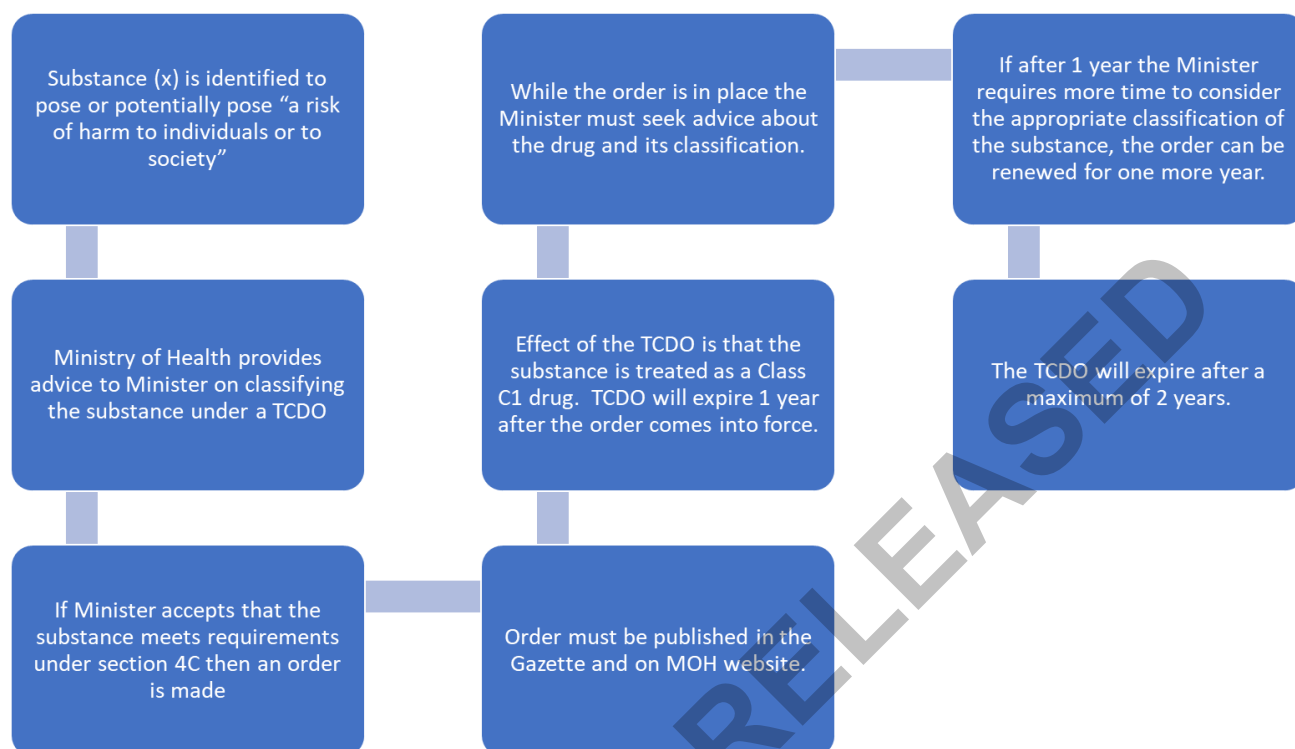 Substance (x) is identified to
pose or potentially pose “a risk
of harm to individuals or to
society”
Ministry of Health provides
advice to Minister on classifying
the substance under a TCDO
If Minister accepts that the
substance meets requirements
under section 4C then an order
is made
Order must be published in the
Gazette and on MOH website.
Effect of the TCDO is that the
substance is treated as a Class
C1 drug.  TCDO will expire 1 year
after the order comes into force.
While the order is in place the
Minister must seek advice about
the drug and its classification.
If after 1 year the Minister
requires more time to consider
the appropriate classification of
the substance, the order can be
renewed for one more year.
The TCDO will expire after a
maximum of 2 years.
RELEASED